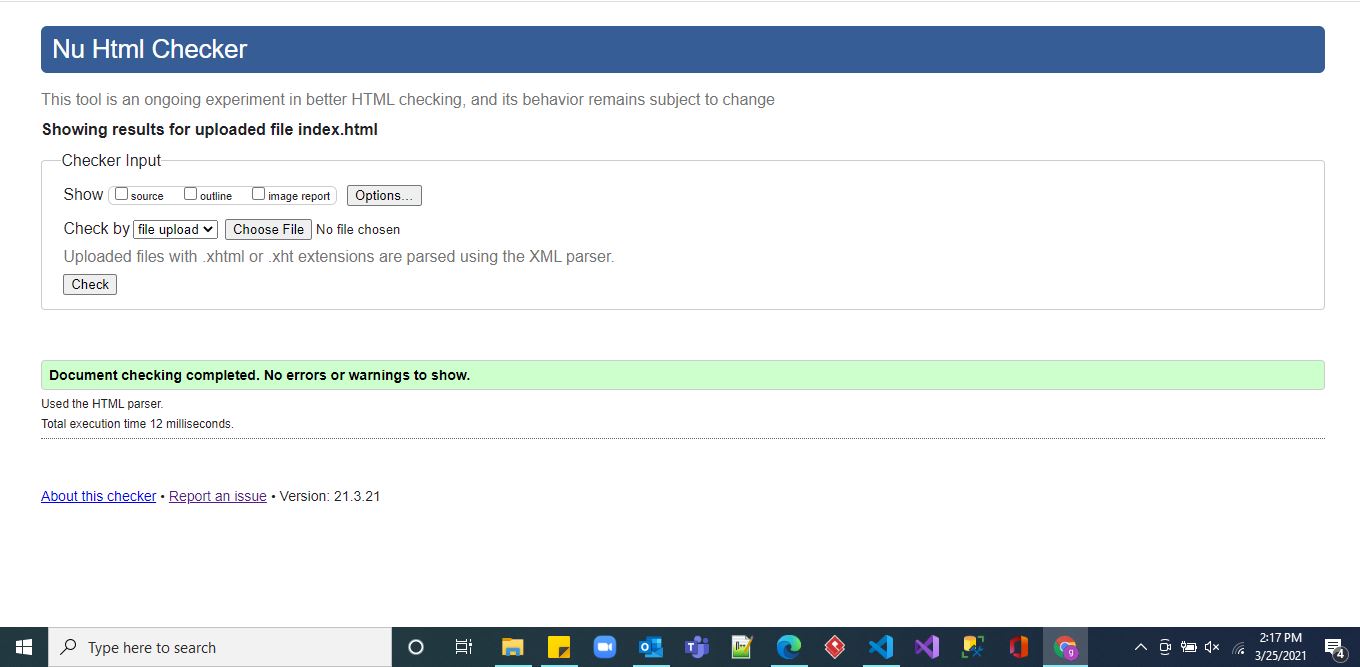 Nu Html Checker
This tool is an ongoing experiment in better HTML checking, and its behavior remains subject to change
Showing results for uploaded file index.html
Checker Input
Show source outline image report Options...
Check by file upload Choose File No file chosen
Uploaded files with .xhtml or .xht extensions are parsed using the XML parser.
Check
Document checking completed. No errors or warnings to show.
Used the HTML parser.
Total execution time 12 milliseconds.
About this checker • Report an issue • Version: 21.3.21
Type here to search
2:17 PM
3/25/2021
4
g